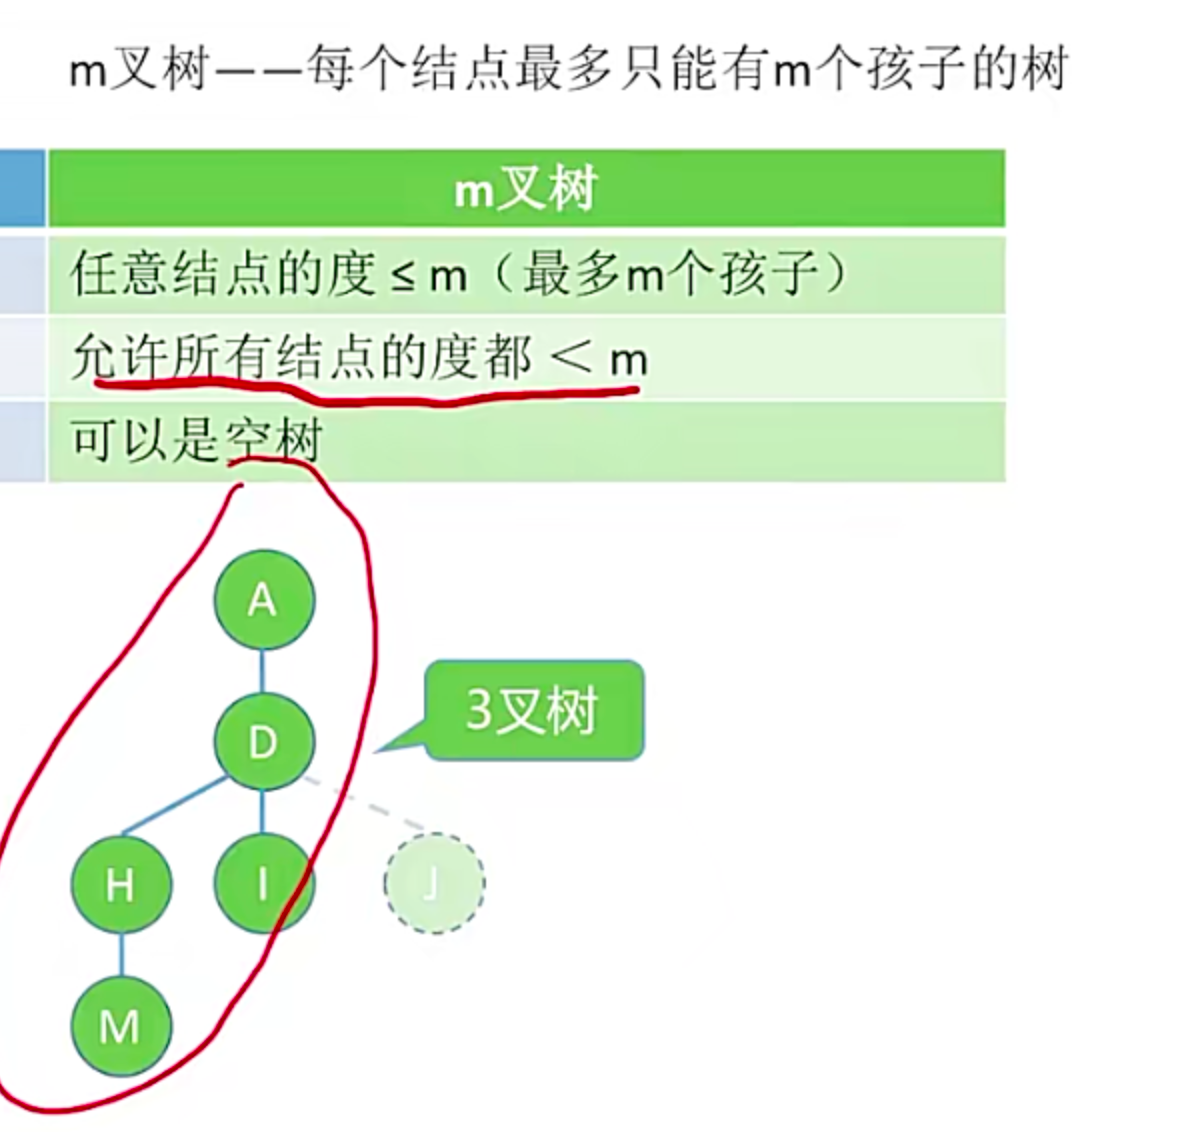 m叉树——每个结点最多只能有m个孩子的树
m叉树
任意结点的度 ≤ m（最多m个孩子）
允许所有结点的度都 < m
可以是空树
A
D
3叉树
H
I
J
M